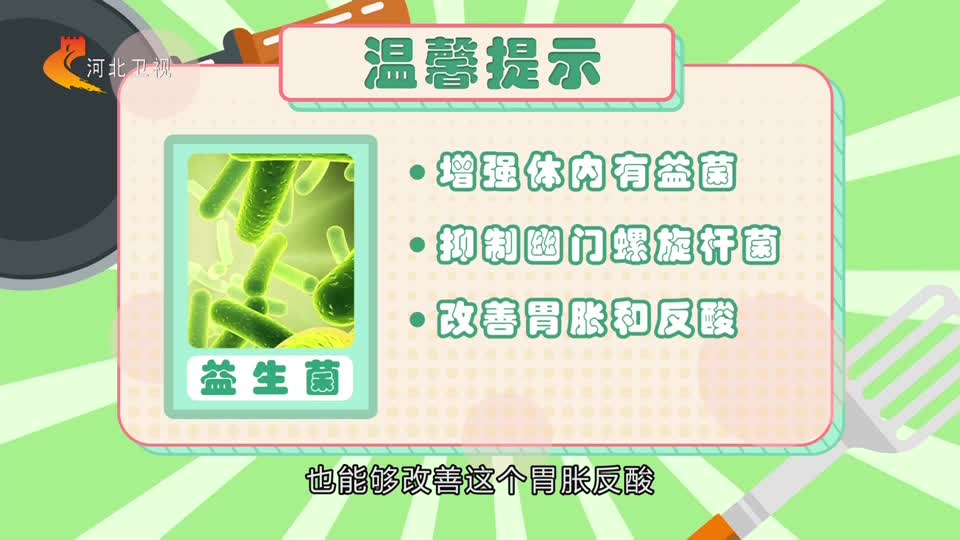 河北卫视
温馨提示
增强体内有益菌
抑制幽门螺旋杆菌
改善胃胀和反酸
益生菌
也能够改善这个胃胀反酸